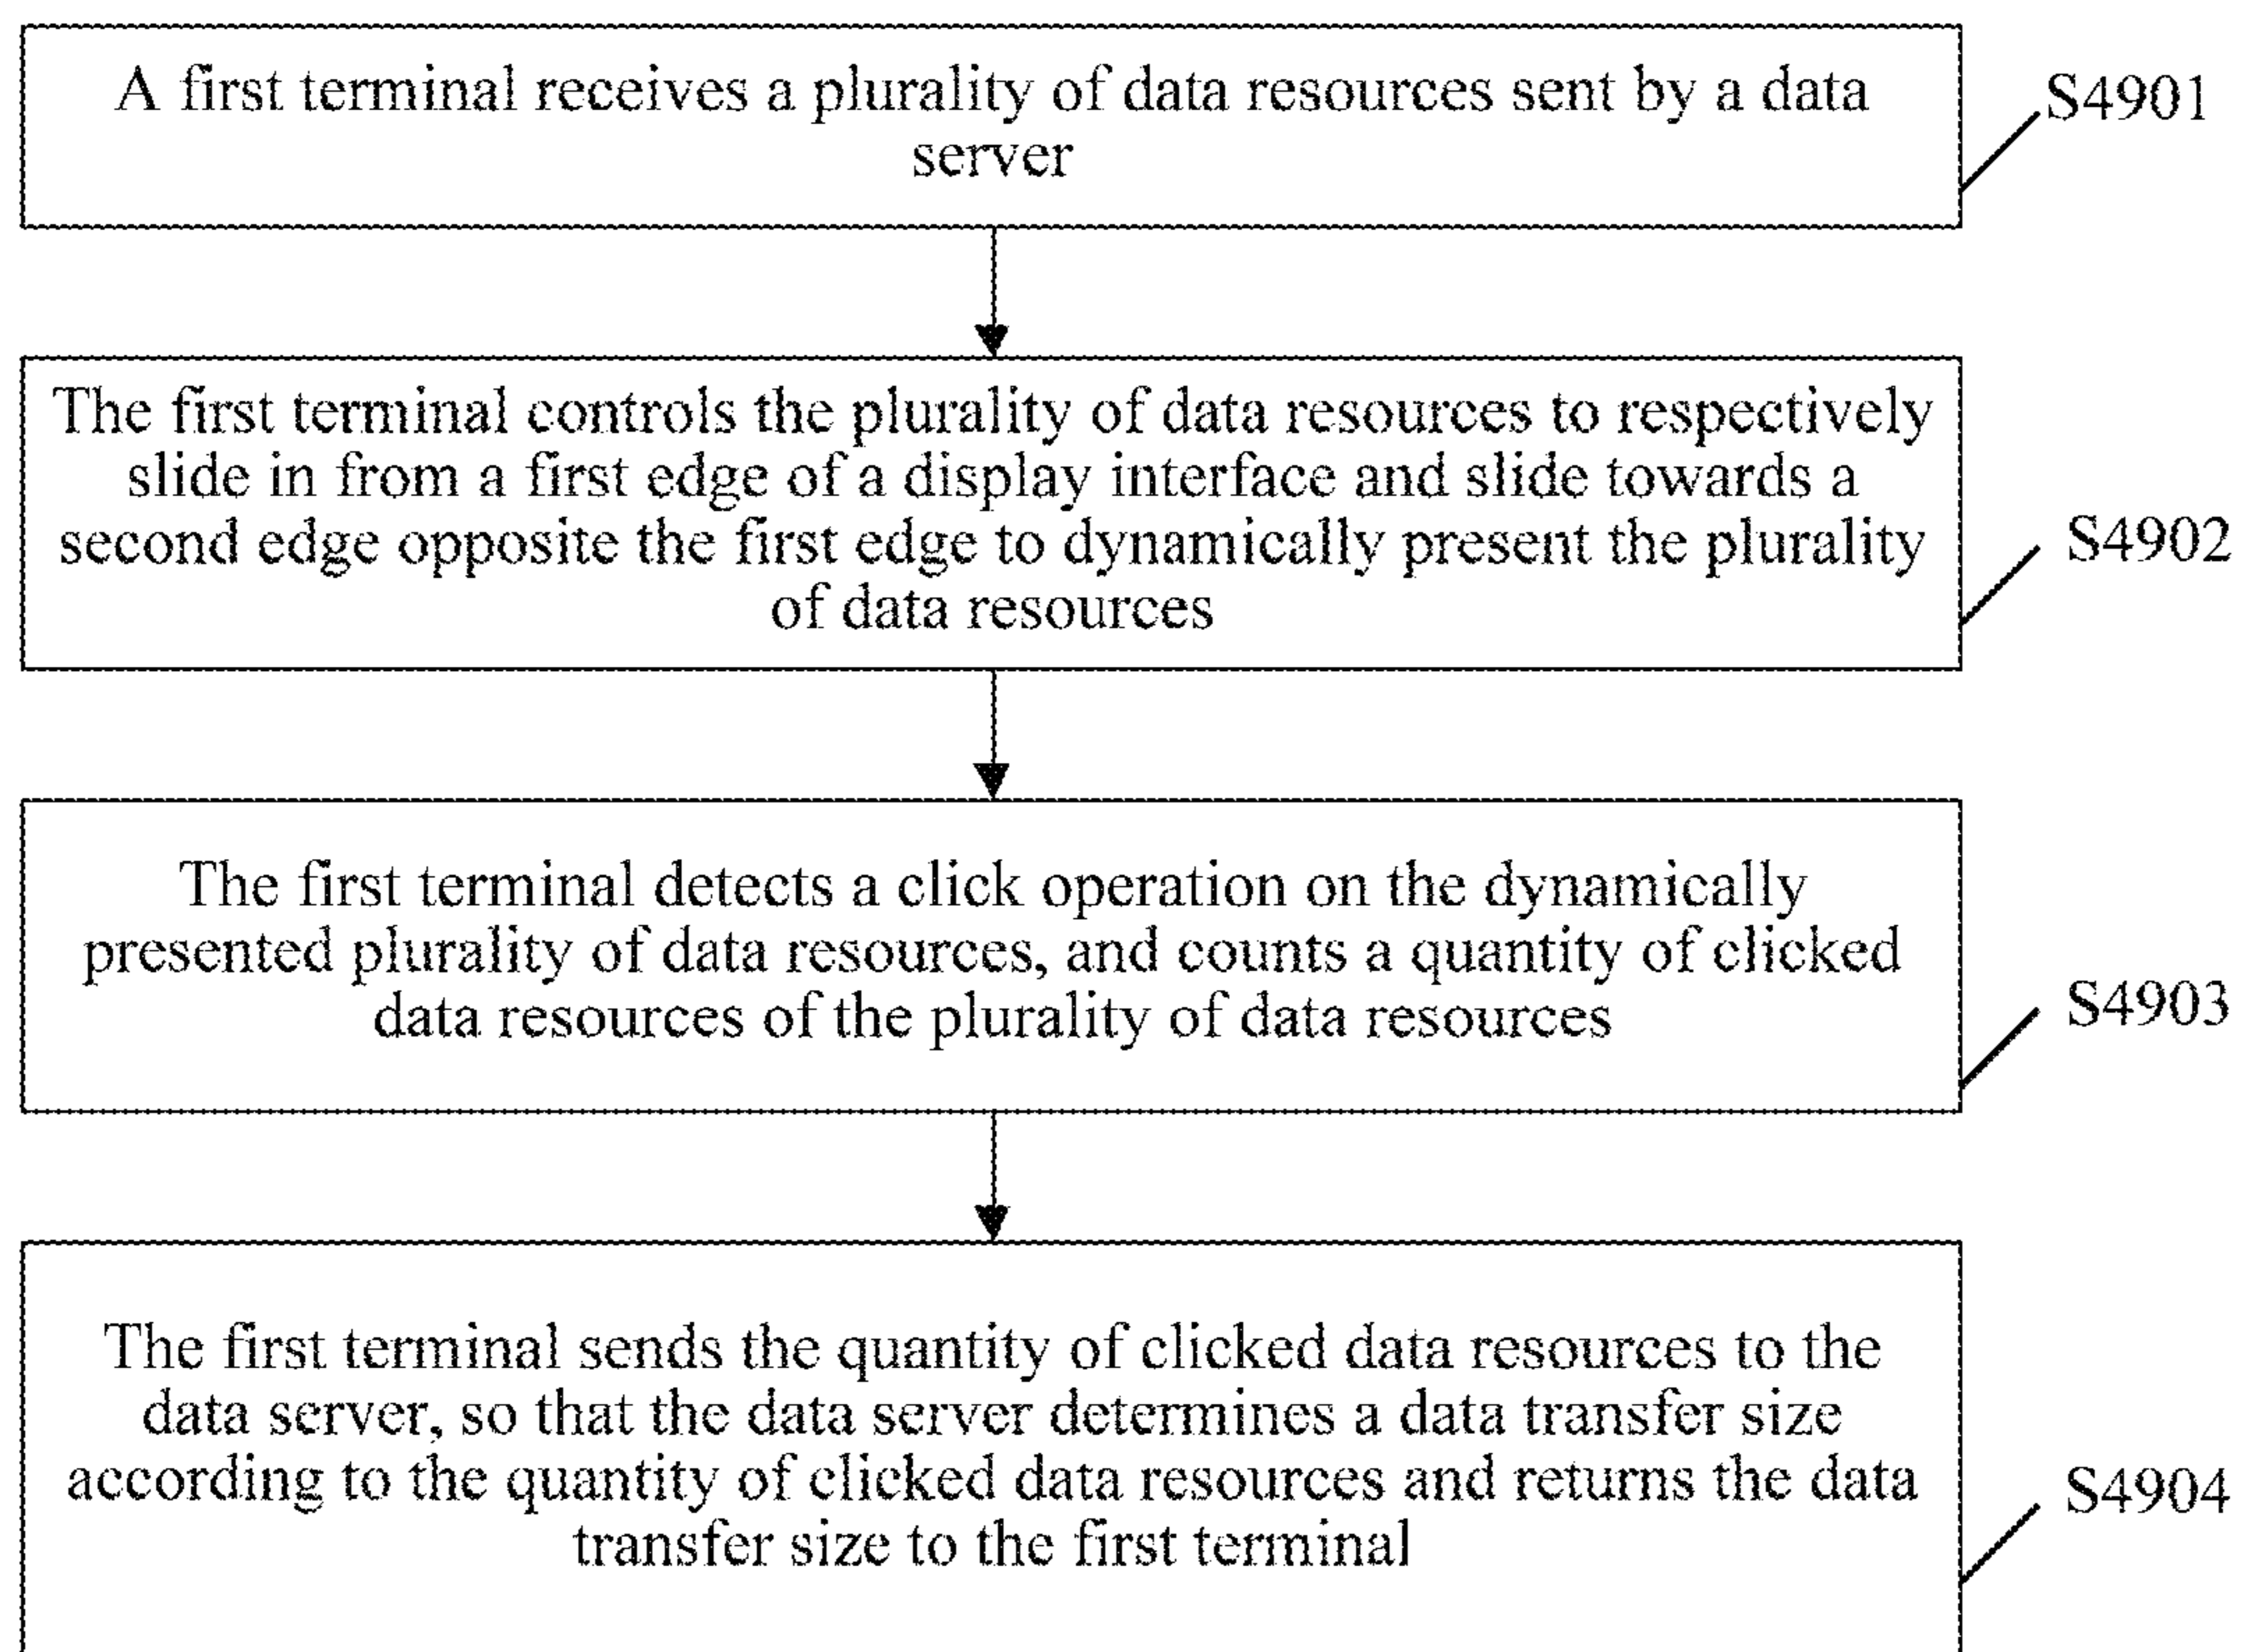 A first terminal receives a plurality of data resources sent by a data
server
S4901
The first terminal controls the plurality of data resources to respectively
slide in from a first edge of a display interface and slide towards a
second edge opposite the first edge to dynamically present the plurality
of data resources
S4902
The first terminal detects a click operation on the dynamically
presented plurality of data resources, and counts a quantity of clicked
data resources of the plurality of data resources
S4903
The first terminal sends the quantity of clicked data resources to the
data server, so that the data server determines a data transfer size
according to the quantity of clicked data resources and returns the data
transfer size to the first terminal
S4904